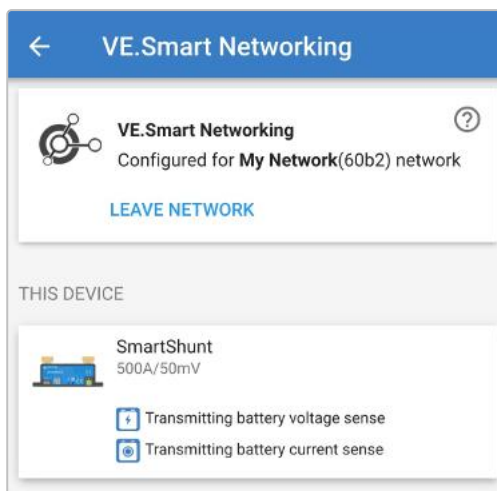 VE.Smart Networking
VE.Smart Networking
Configured for My Network(60b2) network
LEAVE NETWORK
THIS DEVICE
SmartShunt
500A/50mV
Transmitting battery voltage sense
Transmitting battery current sense